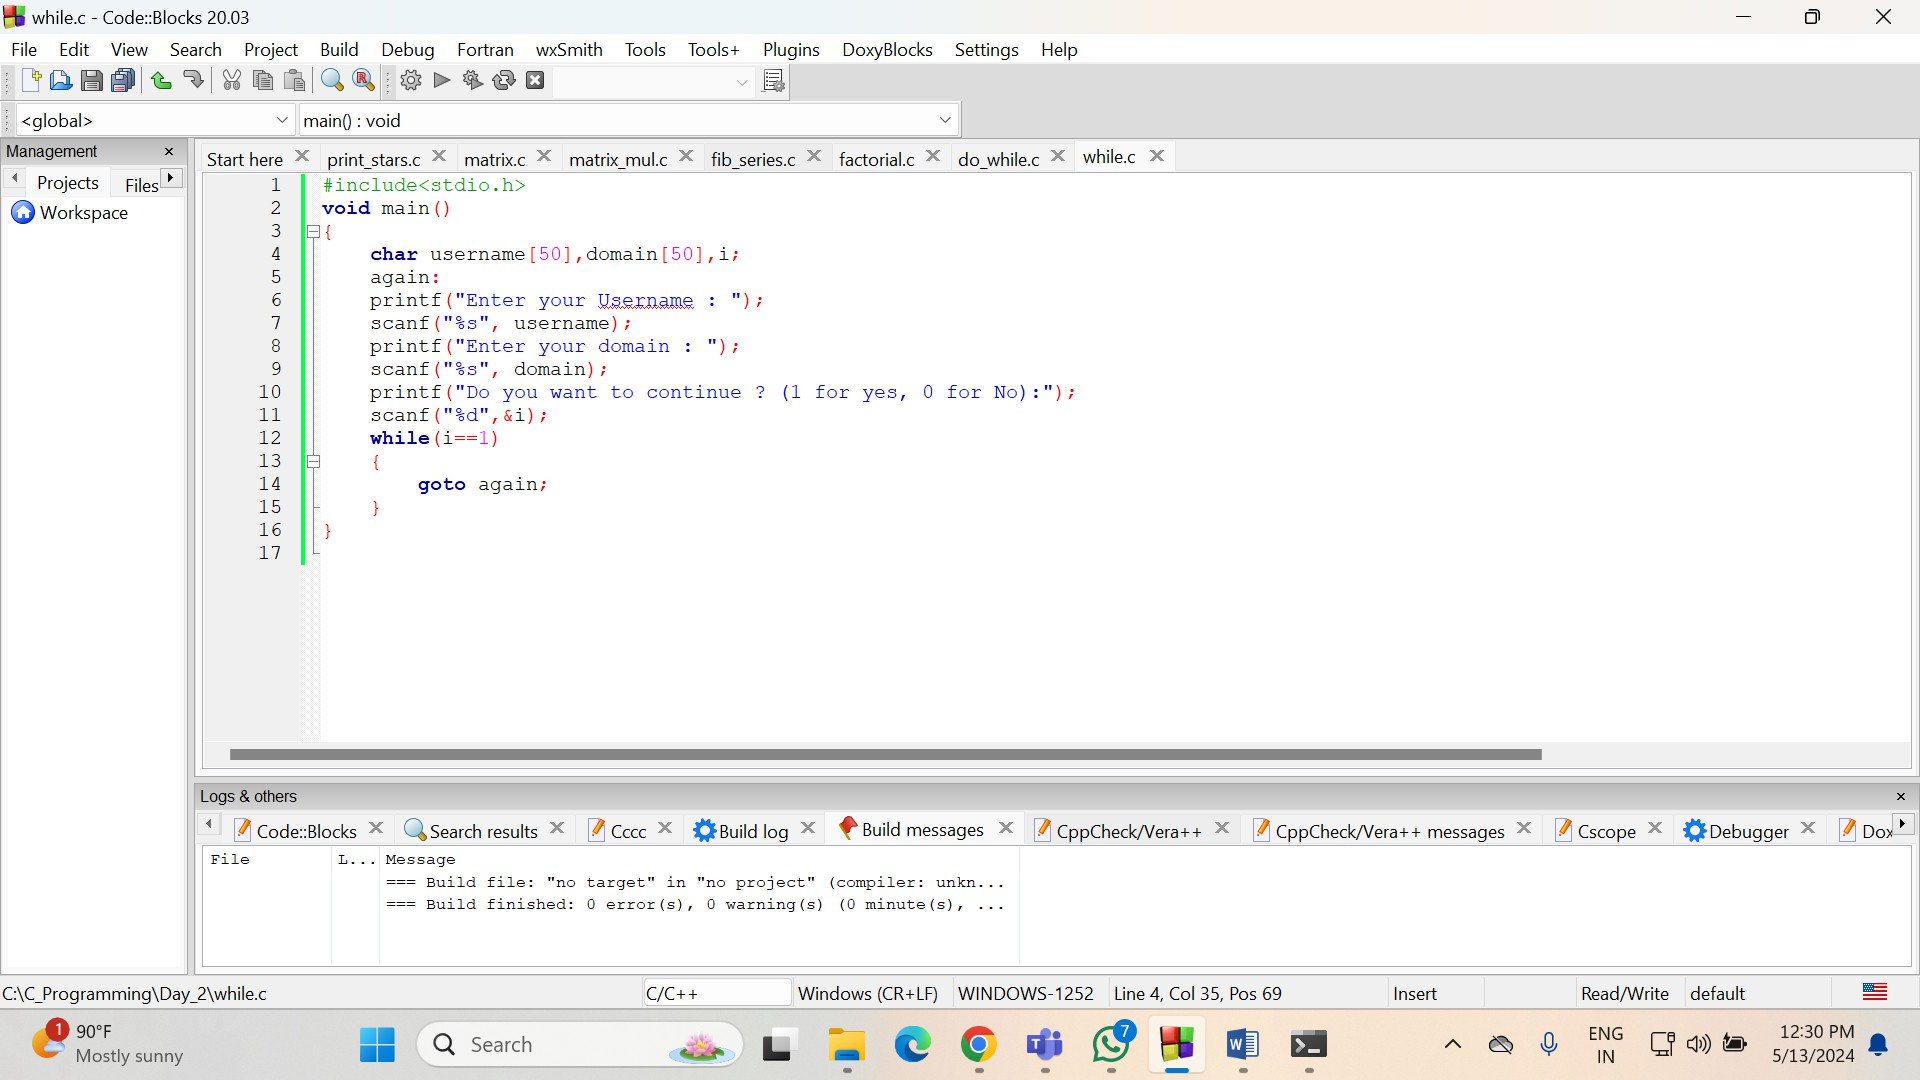 while.c - Code::Blocks 20.03
File Edit View Search Project Build Debug Fortran wxSmith Tools Tools+ Plugins DoxyBlocks Settings Help
<global> main() : void
Management
Start here print_stars.c matrix.c matrix_mul.c fib_series.c factorial.c do_while.c while.c
Projects Files
Workspace
1 #include<stdio.h>
2 void main()
3 {
4 char username[50],domain[50],i;
5 again:
6 printf("Enter your Username : ");
7 scanf("%s", username);
8 printf("Enter your domain : ");
9 scanf("%s", domain);
10 printf("Do you want to continue ? (1 for yes, 0 for No):");
11 scanf("%d",&i);
12 while(i==1)
13 {
14 goto again;
15 }
16 }
17
Logs & others
Code::Blocks Search results Cccc Build log Build messages CppCheck/Vera++ CppCheck/Vera++ messages Cscope Debugger Dox
File L... Message
=== Build file: "no target" in "no project" (compiler: unkn...
=== Build finished: 0 error(s), 0 warning(s) (0 minute(s), ...
C:\C_Programming\Day_2\while.c C/C++ Windows (CR+LF) WINDOWS-1252 Line 4, Col 35, Pos 69 Insert Read/Write default
1 90°F
Mostly sunny
Search
7
ENG
IN
12:30 PM
5/13/2024